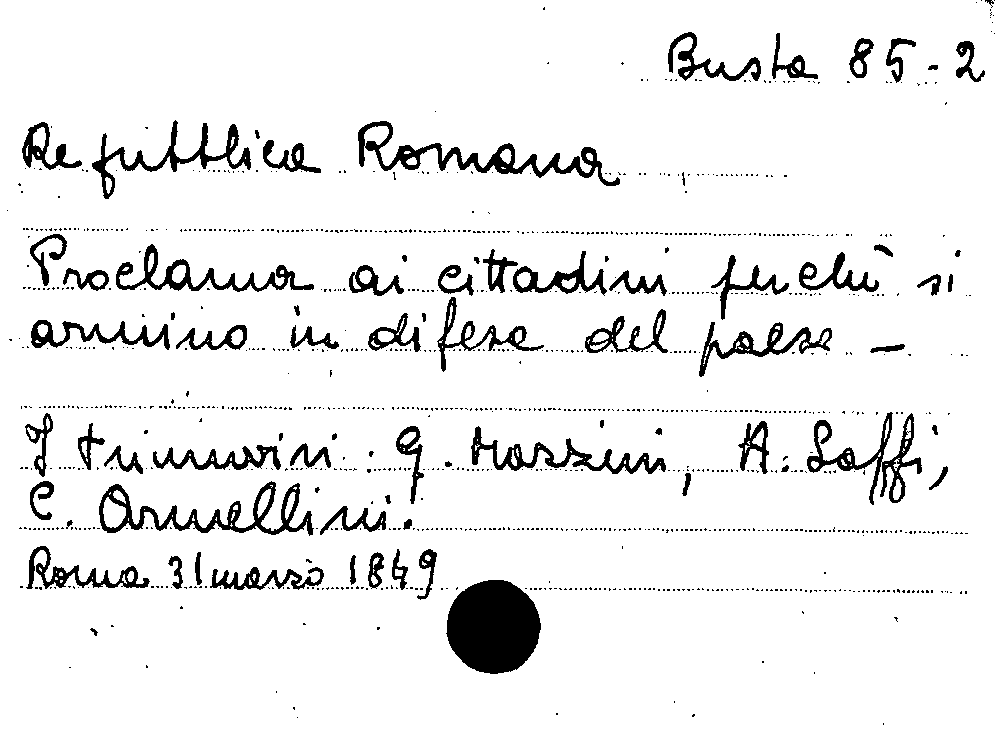 Busta 85-2
Repubblica Romana
Proclama ai cittadini perchè si
armino in difesa del paese —
I triumviri: G. Mazzini, A. Saffi,
C. Armellini.
Roma 31 marzo 1849